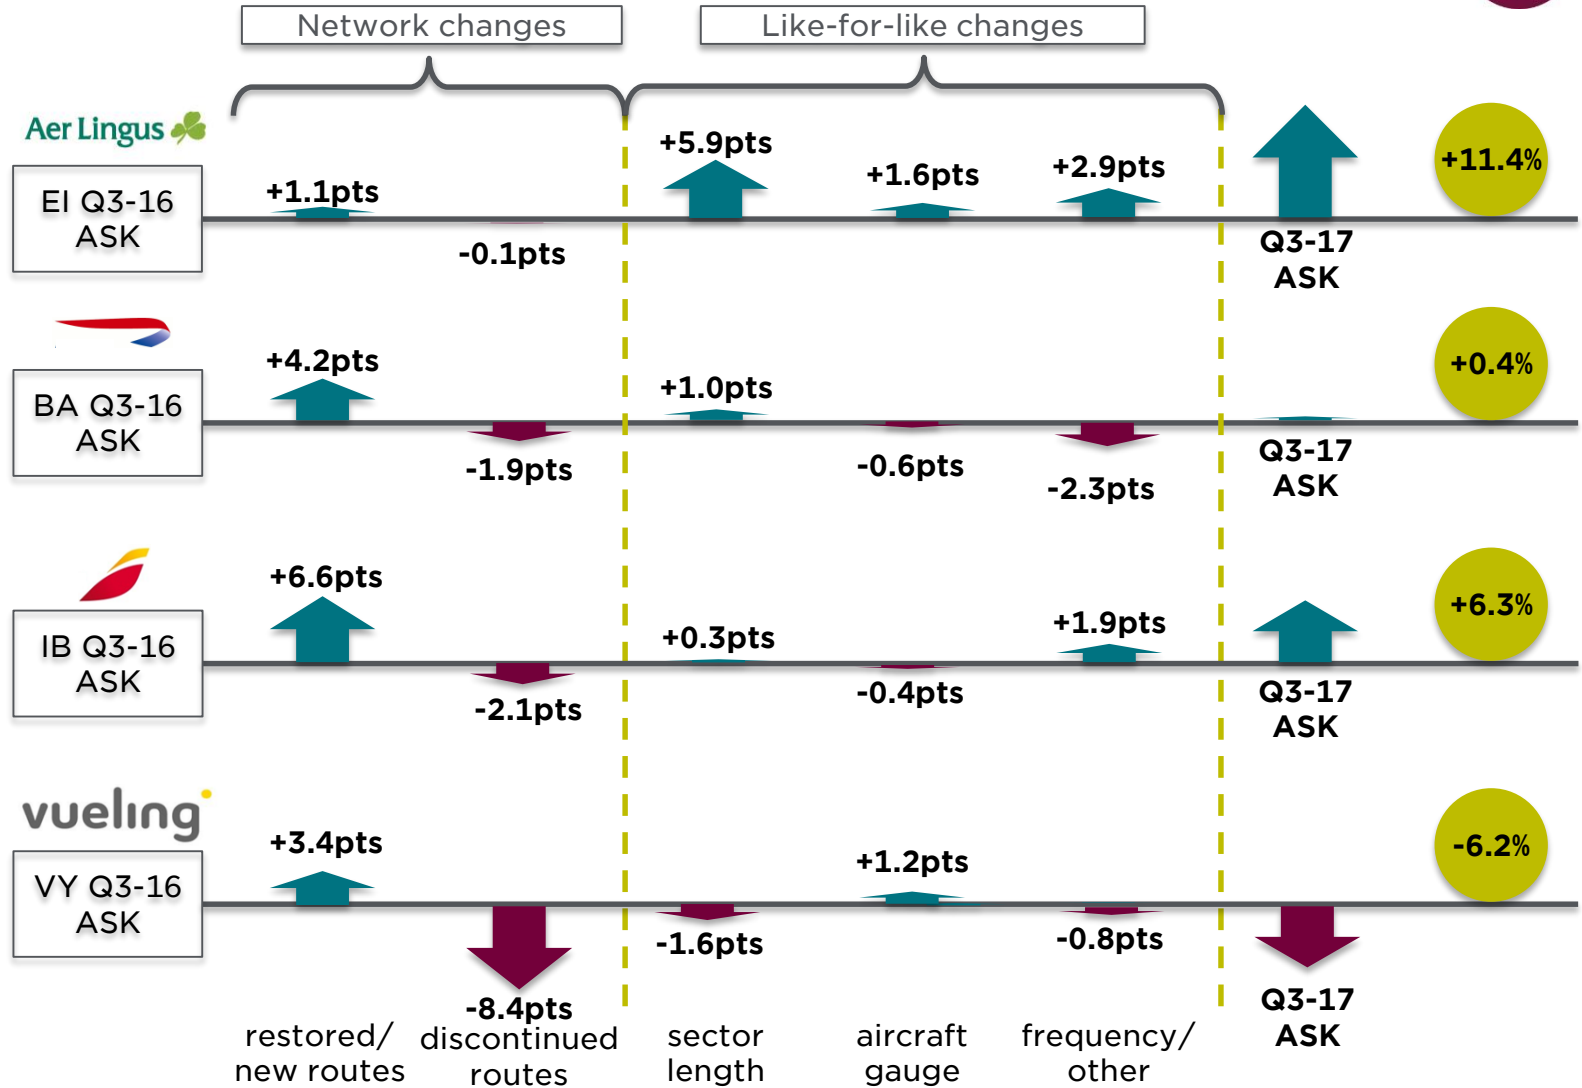 Network changes
Like-for-like changes
Aer Lingus
EI Q3-16
ASK
+1.1pts
-0.1pts
+5.9pts
+1.6pts
+2.9pts
Q3-17
ASK
+11.4%
BA Q3-16
ASK
+4.2pts
-1.9pts
+1.0pts
-0.6pts
-2.3pts
Q3-17
ASK
+0.4%
IB Q3-16
ASK
+6.6pts
-2.1pts
+0.3pts
-0.4pts
+1.9pts
Q3-17
ASK
+6.3%
vueling
VY Q3-16
ASK
+3.4pts
-8.4pts
-1.6pts
+1.2pts
-0.8pts
Q3-17
ASK
-6.2%
restored/
new routes
discontinued
routes
sector
length
aircraft
gauge
frequency/
other